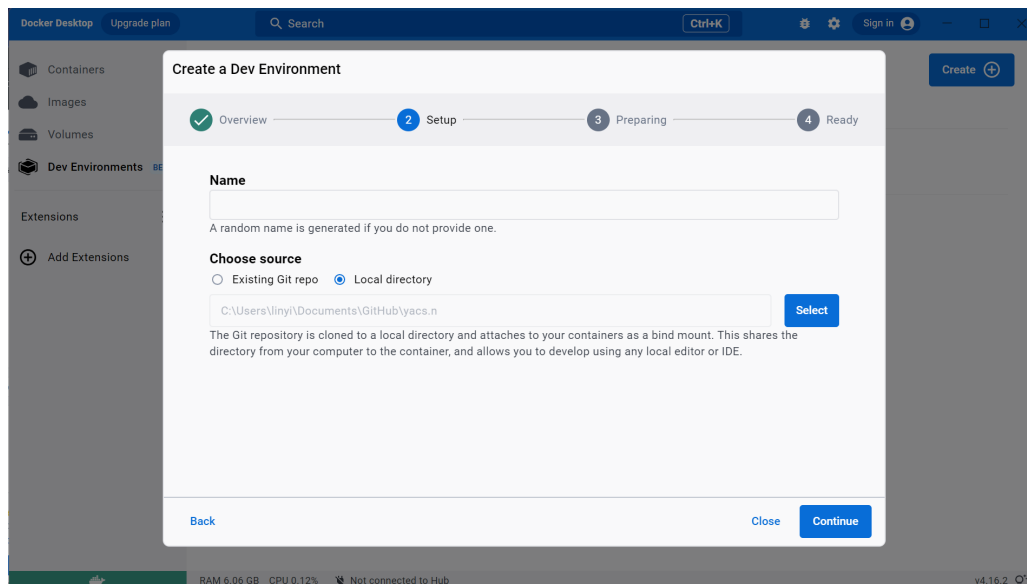 Docker Desktop Upgrade plan Search Ctrl+K Sign in
Containers
Images
Volumes
Dev Environments BE
Extensions
Add Extensions
Create
Create a Dev Environment
Overview 2 Setup 3 Preparing 4 Ready
Name
A random name is generated if you do not provide one.
Choose source
Existing Git repo Local directory
C:\Users\linyi\Documents\GitHub\yacs.n
Select
The Git repository is cloned to a local directory and attaches to your containers as a bind mount. This shares the
directory from your computer to the container, and allows you to develop using any local editor or IDE.
Back Close Continue
RAM 6.06 GB CPU 0.12% Not connected to Hub v4.16.2